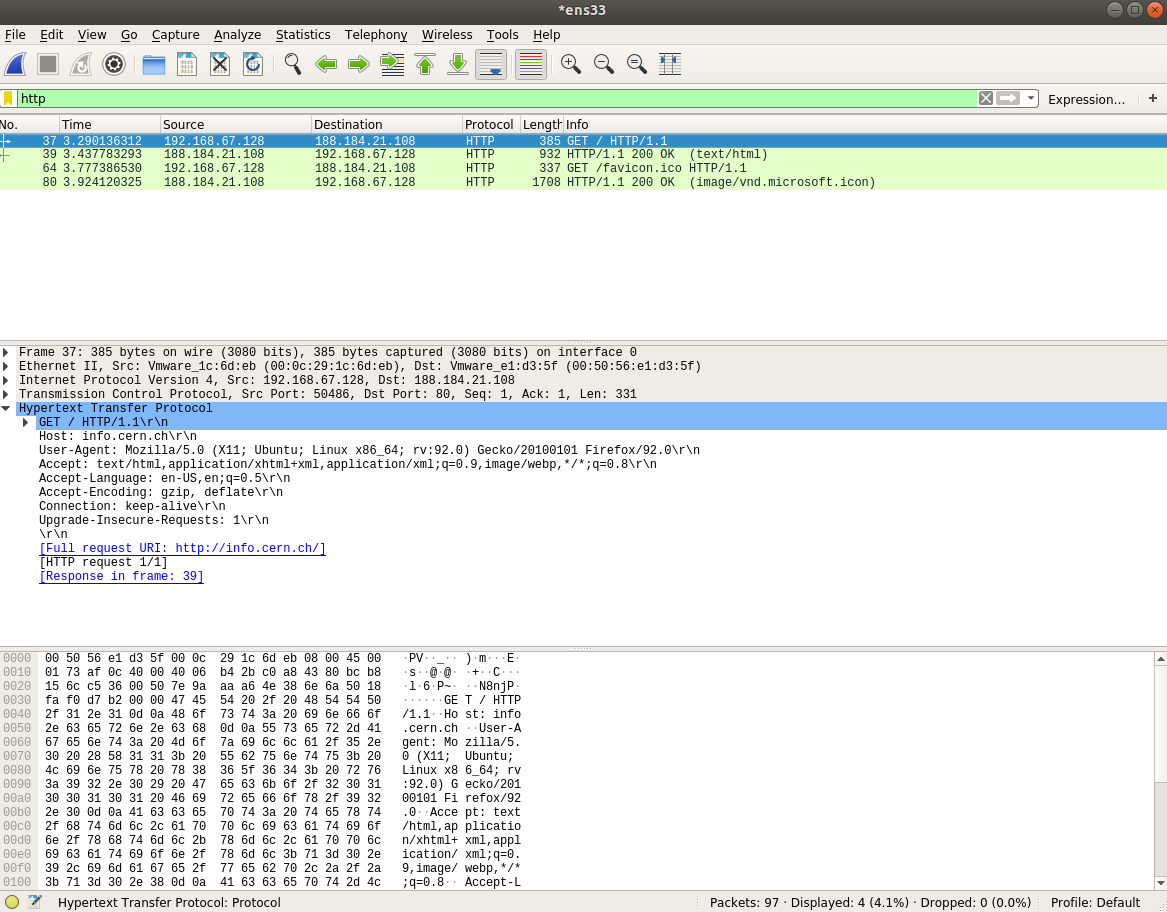 *ens33
File Edit View Go Capture Analyze Statistics Telephony Wireless Tools Help
http
Expression…
+
No. Time Source Destination Protocol Length Info
37 3.290136312 192.168.67.128 188.184.21.108 HTTP 385 GET / HTTP/1.1
39 3.437783293 188.184.21.108 192.168.67.128 HTTP 932 HTTP/1.1 200 OK  (text/html)
64 3.777386530 192.168.67.128 188.184.21.108 HTTP 337 GET /favicon.ico HTTP/1.1
80 3.924120325 188.184.21.108 192.168.67.128 HTTP 1708 HTTP/1.1 200 OK  (image/vnd.microsoft.icon)
Frame 37: 385 bytes on wire (3080 bits), 385 bytes captured (3080 bits) on interface 0
Ethernet II, Src: Vmware_1c:6d:eb (00:0c:29:1c:6d:eb), Dst: Vmware_e1:d3:5f (00:50:56:e1:d3:5f)
Internet Protocol Version 4, Src: 192.168.67.128, Dst: 188.184.21.108
Transmission Control Protocol, Src Port: 50486, Dst Port: 80, Seq: 1, Ack: 1, Len: 331
Hypertext Transfer Protocol
GET / HTTP/1.1\r\n
Host: info.cern.ch\r\n
User-Agent: Mozilla/5.0 (X11; Ubuntu; Linux x86_64; rv:92.0) Gecko/20100101 Firefox/92.0\r\n
Accept: text/html,application/xhtml+xml,application/xml;q=0.9,image/webp,*/*;q=0.8\r\n
Accept-Language: en-US,en;q=0.5\r\n
Accept-Encoding: gzip, deflate\r\n
Connection: keep-alive\r\n
Upgrade-Insecure-Requests: 1\r\n
\r\n
[Full request URI: http://info.cern.ch/]
[HTTP request 1/1]
[Response in frame: 39]
0000 00 50 56 e1 d3 5f 00 0c 29 1c 6d eb 08 00 45 00 ·PV··_·· )·m···E·
0010 01 73 af 0c 40 00 40 06 b4 2b c0 a8 43 80 bc b8 ·s··@·@· ·+··C···
0020 15 6c c5 36 00 50 7e 9a aa a6 4e 38 6e 6a 50 18 ·l·6·P~· ··N8njP·
0030 fa f0 d7 b2 00 00 47 45 54 20 2f 20 48 54 54 50 ······GE T / HTTP
0040 2f 31 2e 31 0d 0a 48 6f 73 74 3a 20 69 6e 66 6f /1.1··Ho st: info
0050 2e 63 65 72 6e 2e 63 68 0d 0a 55 73 65 72 2d 41 .cern.ch ··User-A
0060 67 65 6e 74 3a 20 4d 6f 7a 69 6c 6c 61 2f 35 2e gent: Mo zilla/5.
0070 30 20 28 58 31 31 3b 20 55 62 75 6e 74 75 3b 20 0 (X11; Ubuntu;
0080 4c 69 6e 75 78 20 78 38 36 5f 36 34 3b 20 72 76 Linux x8 6_64; rv
0090 3a 39 32 2e 30 29 20 47 65 63 6b 6f 2f 32 30 31 :92.0) G ecko/201
00a0 30 30 31 30 31 20 46 69 72 65 66 6f 78 2f 39 32 00101 Fi refox/92
00b0 2e 30 0d 0a 41 63 63 65 70 74 3a 20 74 65 78 74 .0··Acce pt: text
00c0 2f 68 74 6d 6c 2c 61 70 70 6c 69 63 61 74 69 6f /html,ap plicatio
00d0 6e 2f 78 68 74 6d 6c 2b 78 6d 6c 2c 61 70 70 6c n/xhtml+ xml,appl
00e0 69 63 61 74 69 6f 6e 2f 78 6d 6c 3b 71 3d 30 2e ication/ xml;q=0.
00f0 39 2c 69 6d 61 67 65 2f 77 65 62 70 2c 2a 2f 2a 9,image/ webp,*/*
0100 3b 71 3d 30 2e 38 0d 0a 41 63 63 65 70 74 2d 4c ;q=0.8·· Accept-L
Hypertext Transfer Protocol: Protocol
Packets: 97 · Displayed: 4 (4.1%) · Dropped: 0 (0.0%)
Profile: Default